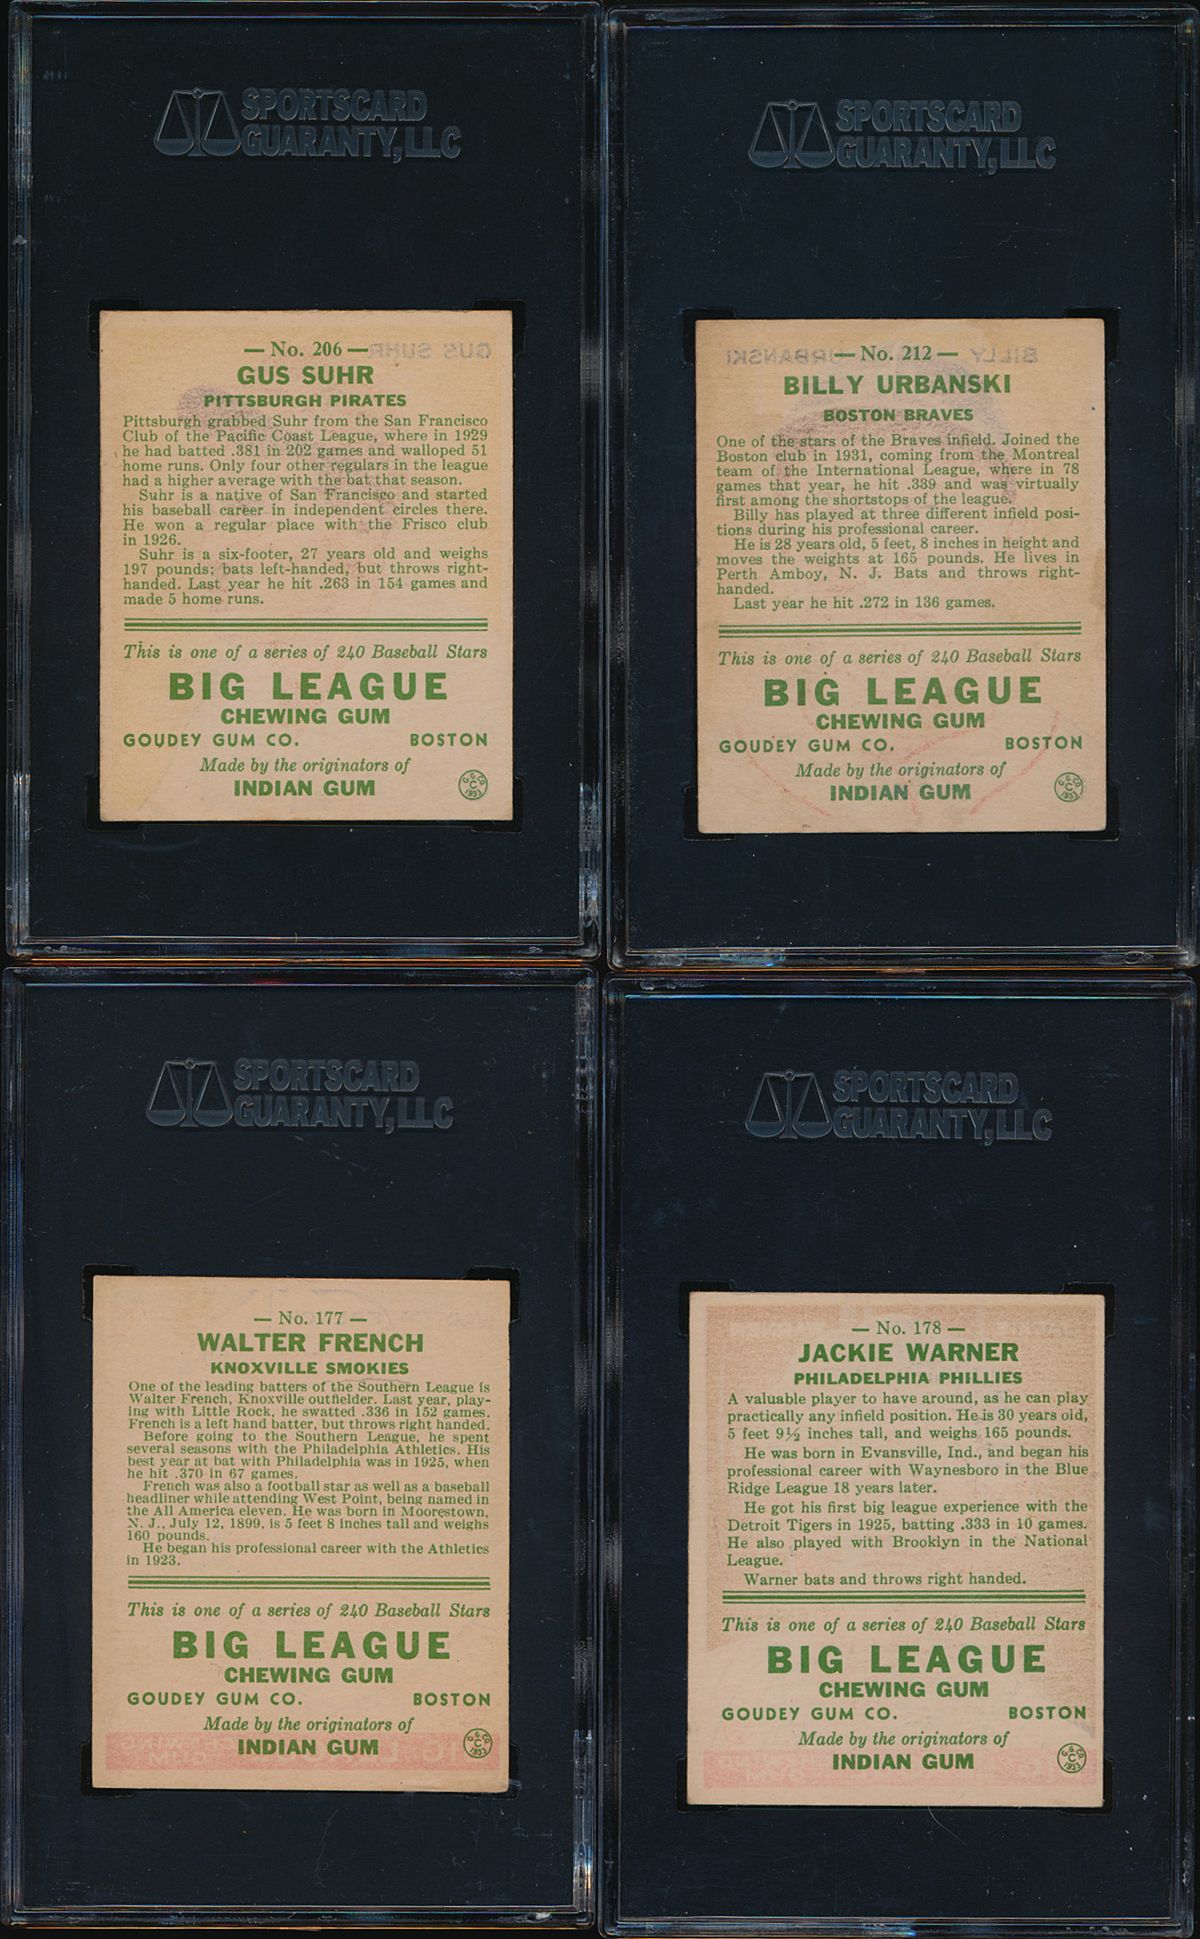 SPORTSCARD
GUARANTY, LLC
— No. 206 —
GUS SUHR
GUS SUHR
PITTSBURGH PIRATES
Pittsburgh grabbed Suhr from the San Francisco
Club of the Pacific Coast League, where in 1929
he had batted .381 in 202 games and walloped 51
home runs. Only four other regulars in the league
had a higher average with the bat that season.
Suhr is a native of San Francisco and started
his baseball career in independent circles there.
He won a regular place with the Frisco club
in 1926.
Suhr is a six-footer, 27 years old and weighs
197 pounds; bats left-handed, but throws right-
handed. Last year he hit .263 in 154 games and
made 5 home runs.
This is one of a series of 240 Baseball Stars
BIG LEAGUE
CHEWING GUM
GOUDEY GUM CO. BOSTON
Made by the originators of
INDIAN GUM
G.G.CO.
C
1933
SPORTSCARD
GUARANTY, LLC
— No. 212 —
BILLY URBANSKI
BILLY URBANSKI
BOSTON BRAVES
One of the stars of the Braves infield. Joined the
Boston club in 1931, coming from the Montreal
team of the International League, where in 78
games that year, he hit .339 and was virtually
first among the shortstops of the league.
Billy has played at three different infield posi-
tions during his professional career.
He is 28 years old, 5 feet, 8 inches in height and
moves the weights at 165 pounds. He lives in
Perth Amboy, N. J. Bats and throws right-
handed.
Last year he hit .272 in 136 games.
This is one of a series of 240 Baseball Stars
BIG LEAGUE
CHEWING GUM
GOUDEY GUM CO. BOSTON
Made by the originators of
INDIAN GUM
G.G.CO.
C
1933
SPORTSCARD
GUARANTY, LLC
— No. 177 —
WALTER FRENCH
KNOXVILLE SMOKIES
One of the leading batters of the Southern League is
Walter French, Knoxville outfielder. Last year, play-
ing with Little Rock, he swatted .336 in 152 games.
French is a left hand batter, but throws right handed.
Before going to the Southern League, he spent
several seasons with the Philadelphia Athletics. His
best year at bat with Philadelphia was in 1925, when
he hit .370 in 67 games.
French was also a football star as well as a baseball
headliner while attending West Point, being named in
the All America eleven. He was born in Moorestown,
N. J., July 12, 1899, is 5 feet 8 inches tall and weighs
160 pounds.
He began his professional career with the Athletics
in 1923.
This is one of a series of 240 Baseball Stars
BIG LEAGUE
CHEWING GUM
GOUDEY GUM CO. BOSTON
Made by the originators of
INDIAN GUM
G.G.CO.
C
1933
SPORTSCARD
GUARANTY, LLC
— No. 178 —
JACKIE WARNER
PHILADELPHIA PHILLIES
A valuable player to have around, as he can play
practically any infield position. He is 30 years old,
5 feet 9½ inches tall, and weighs 165 pounds.
He was born in Evansville, Ind., and began his
professional career with Waynesboro in the Blue
Ridge League 18 years later.
He got his first big league experience with the
Detroit Tigers in 1925, batting .333 in 10 games.
He also played with Brooklyn in the National
League.
Warner bats and throws right handed.
This is one of a series of 240 Baseball Stars
BIG LEAGUE
CHEWING GUM
GOUDEY GUM CO. BOSTON
Made by the originators of
INDIAN GUM
G.G.CO.
C
1933